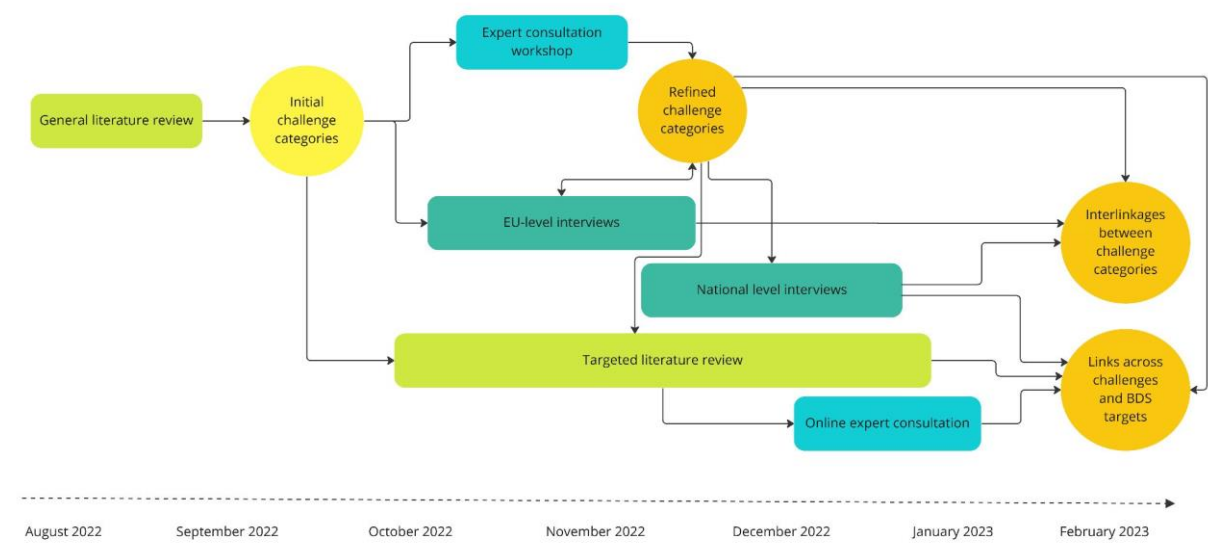 Expert consultation
workshop
General literature review
Initial
challenge
categories
Refined
challenge
categories
EU-level interviews
Interlinkages
between
challenge
categories
National level interviews
Targeted literature review
Links across
challenges
and BDS
targets
Online expert consultation
August 2022
September 2022
October 2022
November 2022
December 2022
January 2023
February 2023